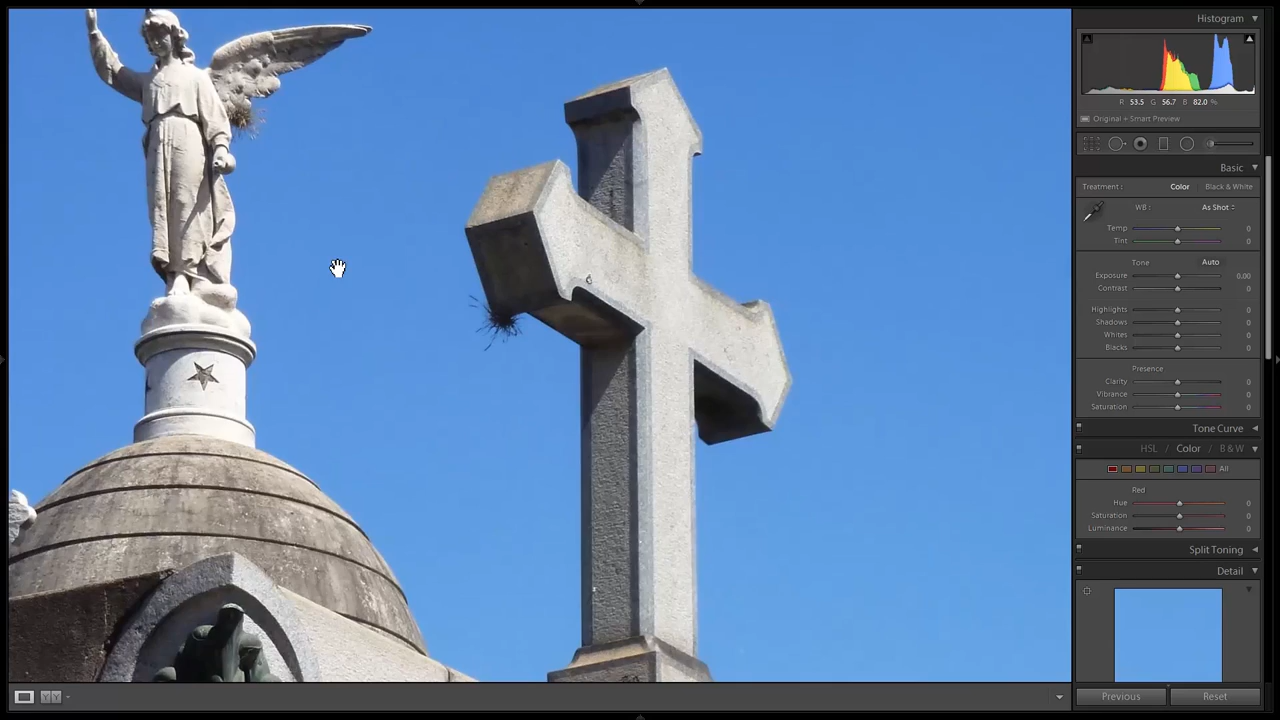 Histogram
R 53.5 G 56.7 B 82.0 %
Original + Smart Preview
Basic
Treatment : Color Black & White
WB : As Shot
Temp 0
Tint 0
Tone Auto
Exposure 0.00
Contrast 0
Highlights 0
Shadows 0
Whites 0
Blacks 0
Presence
Clarity 0
Vibrance 0
Saturation 0
Tone Curve
HSL / Color / B & W
All
Red
Hue 0
Saturation 0
Luminance 0
Split Toning
Detail
Y Y
Previous Reset